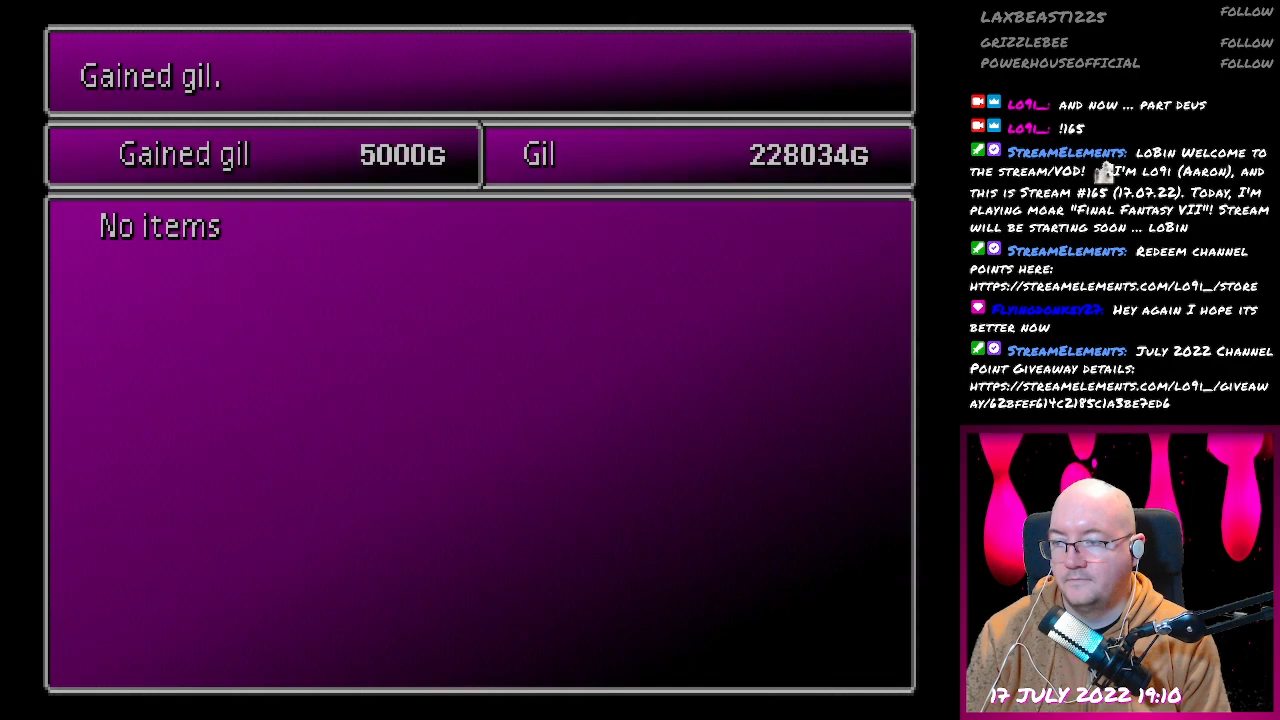 Gained gil.
Gained gil 5000G Gil 228034G
No items
LAXBEAST1225 FOLLOW
GRIZZLEBEE FOLLOW
POWERHOUSEOFFICIAL FOLLOW
LO9I_: AND NOW ... PART DEUS
LO9I_: !165
STREAMELEMENTS: LOBIN WELCOME TO
THE STREAM/VOD! I'M LO9I (AARON), AND
THIS IS STREAM #165 (17.07.22). TODAY, I'M
PLAYING MOAR "FINAL FANTASY VII"! STREAM
WILL BE STARTING SOON ... LOBIN
STREAMELEMENTS: REDEEM CHANNEL
POINTS HERE:
HTTPS://STREAMELEMENTS.COM/LO9I_/STORE
FLYINGDONKEY27: HEY AGAIN I HOPE ITS
BETTER NOW
STREAMELEMENTS: JULY 2022 CHANNEL
POINT GIVEAWAY DETAILS:
HTTPS://STREAMELEMENTS.COM/LO9I_/GIVEAW
AY/62BFEF614C2185C1A3BE7ED6
17 JULY 2022 19:10